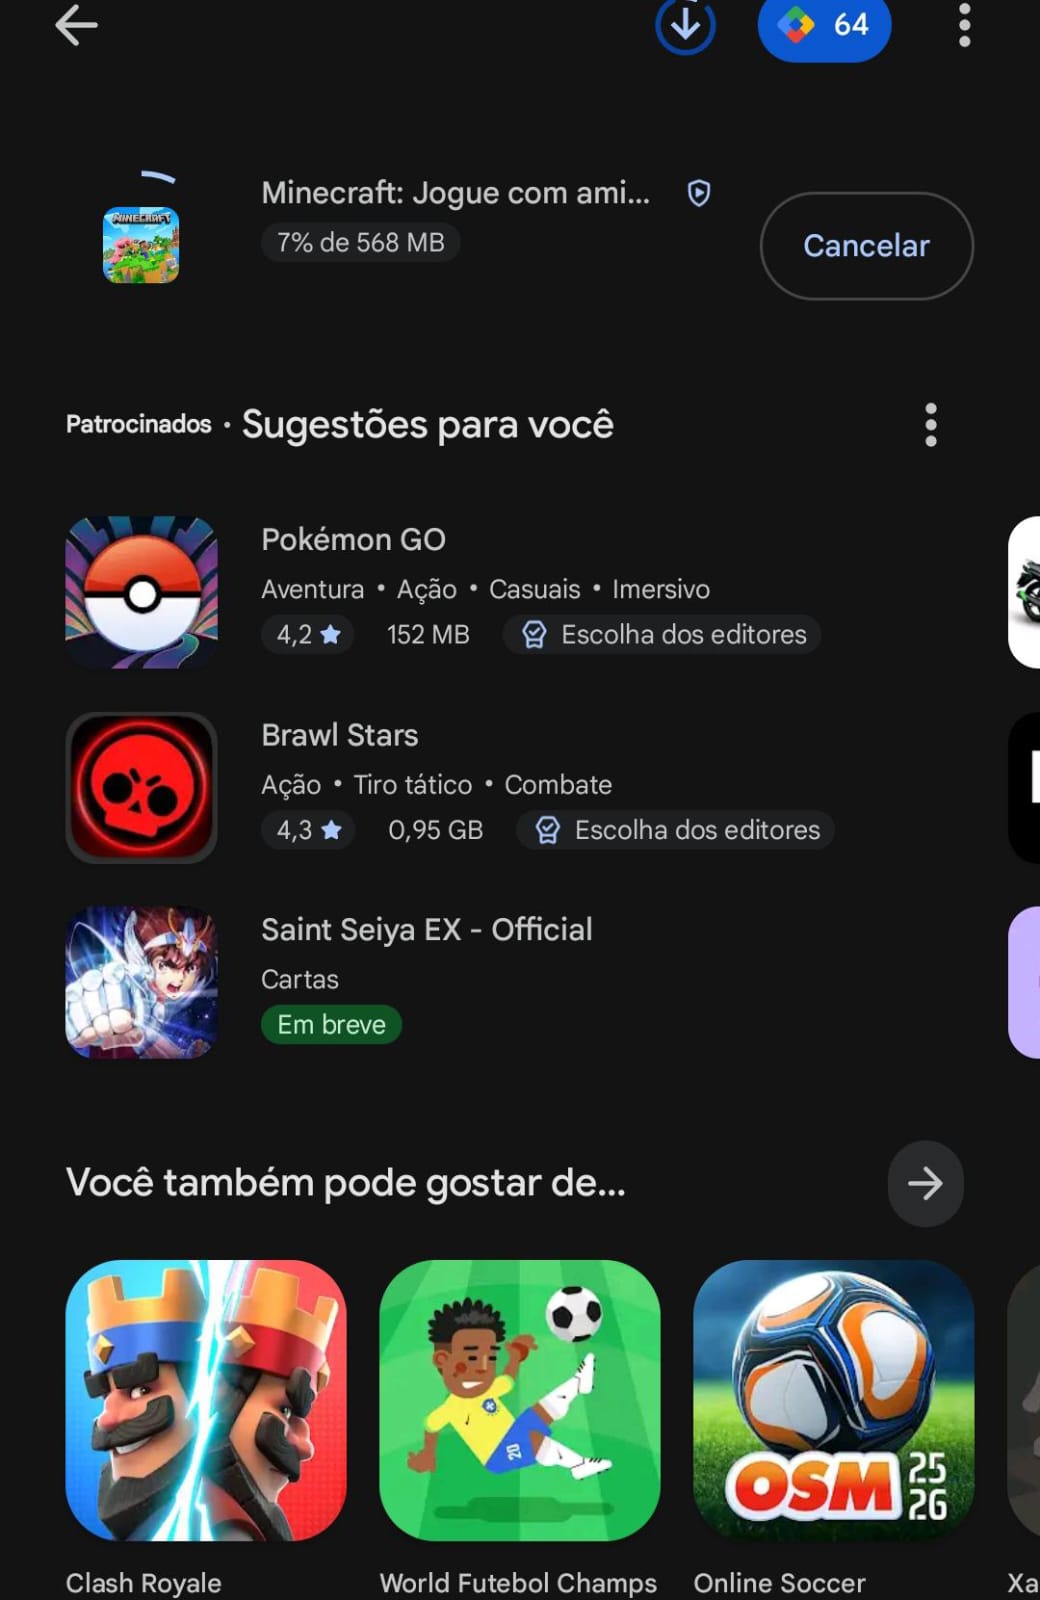 64
Minecraft: Jogue com ami...
MINECRAFT
7% de 568 MB
Cancelar
Patrocinados • Sugestões para você
Pokémon GO
Aventura • Ação • Casuais • Imersivo
4,2 ★ 152 MB Escolha dos editores
Brawl Stars
Ação • Tiro tático • Combate
4,3 ★ 0,95 GB Escolha dos editores
Saint Seiya EX - Official
Cartas
Em breve
Você também pode gostar de...
20
OSM 25
26
Clash Royale
World Futebol Champs
Online Soccer
Xa